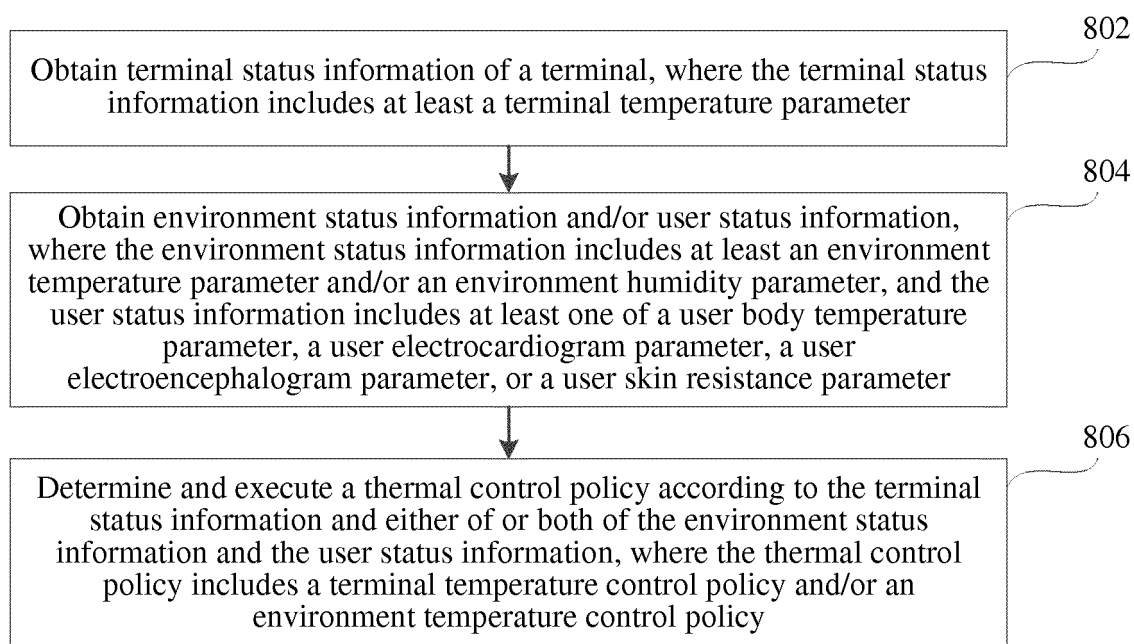 802
Obtain terminal status information of a terminal, where the terminal status
information includes at least a terminal temperature parameter
804
Obtain environment status information and/or user status information,
where the environment status information includes at least an environment
temperature parameter and/or an environment humidity parameter, and the
user status information includes at least one of a user body temperature
parameter, a user electrocardiogram parameter, a user
electroencephalogram parameter, or a user skin resistance parameter
806
Determine and execute a thermal control policy according to the terminal
status information and either of or both of the environment status
information and the user status information, where the thermal control
policy includes a terminal temperature control policy and/or an
environment temperature control policy